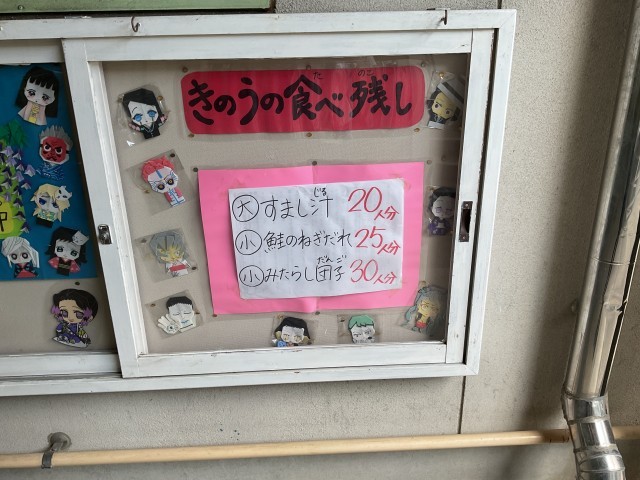 きのうの食べ残し
大 すまし汁 20人分
小 鮭のねぎだれ 25人分
小 みたらし団子 30人分